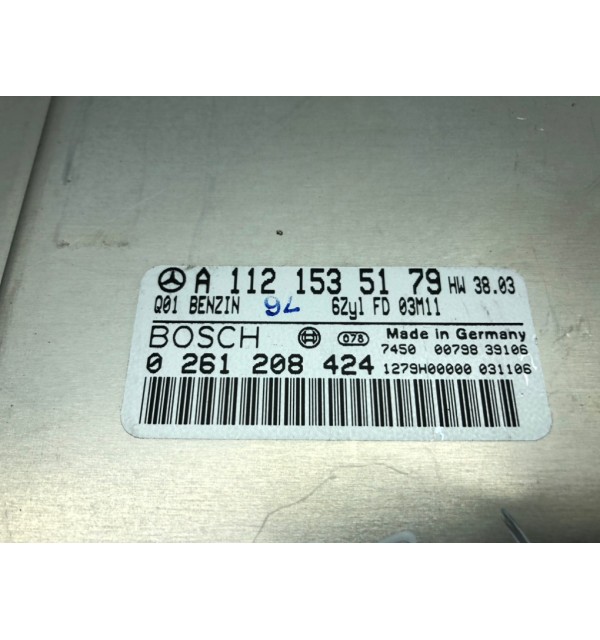 A 112 153 51 79 HW 38.03
Q01 BENZIN 6Zyl FD 03M11
BOSCH 078 Made in Germany
7450 00798 39106
0 261 208 424 1279H00000 031106